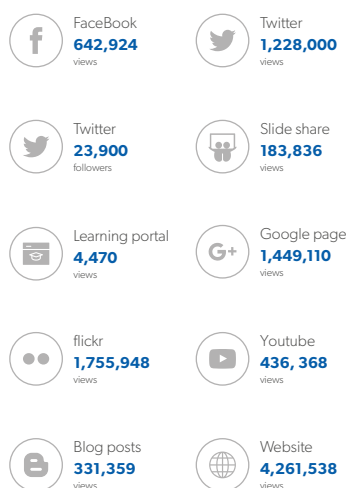 FaceBook
642,924
views
Twitter
1,228,000
views
Twitter
23,900
followers
Slide share
183,836
views
Learning portal
4,470
views
Google page
1,449,110
views
flickr
1,755,948
views
Youtube
436, 368
views
Blog posts
331,359
views
Website
4,261,538
views